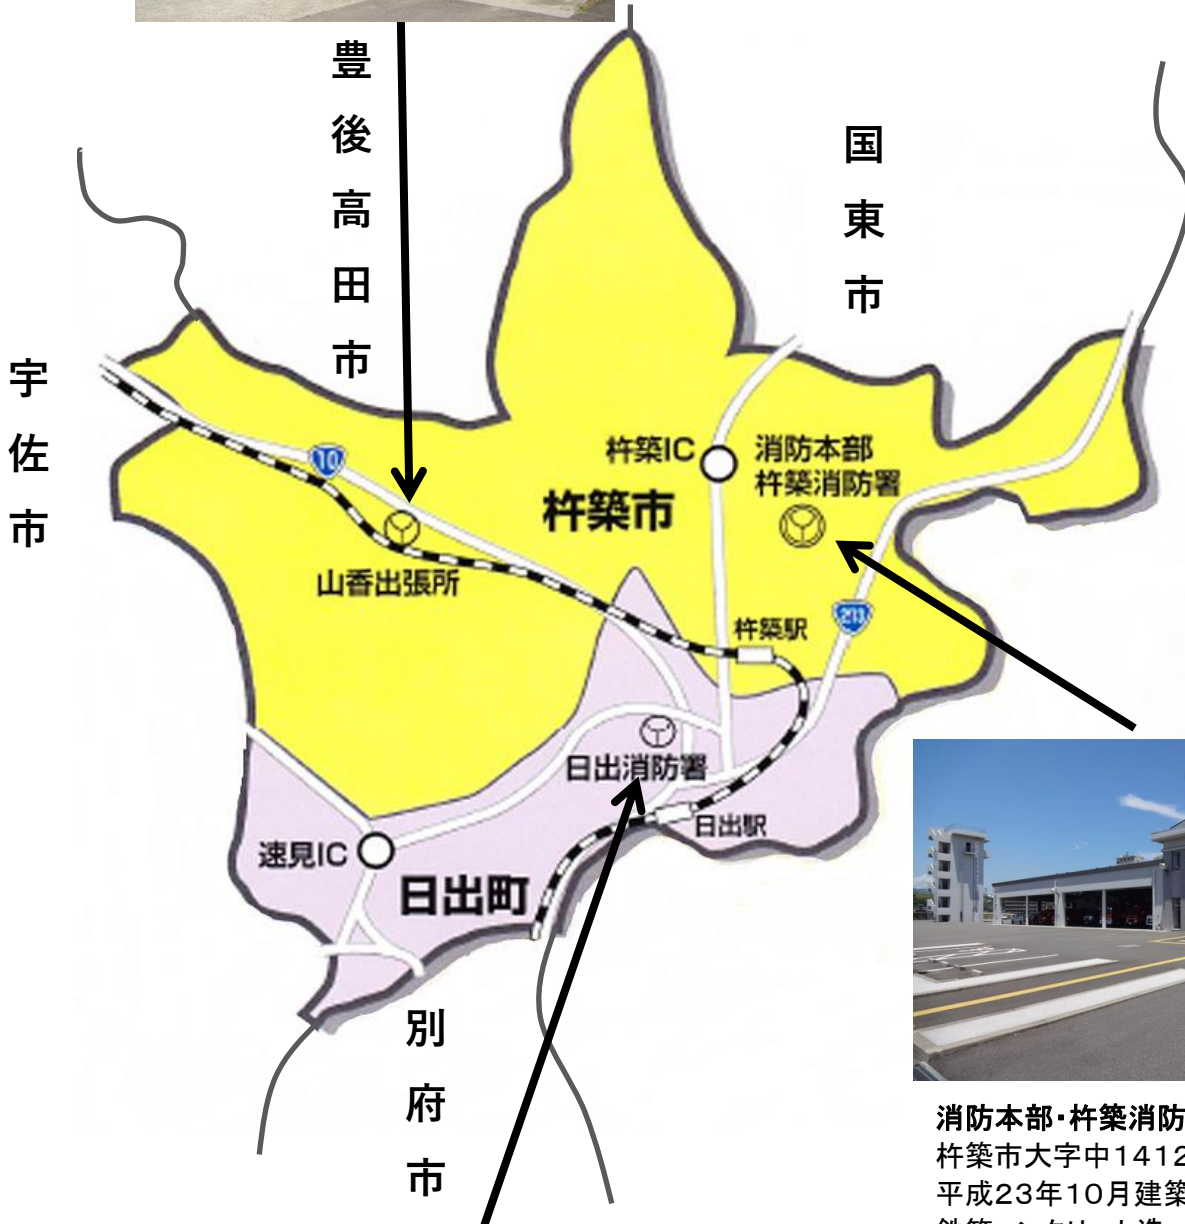 豊後高田市
国東市
宇佐市
10
杵築IC
消防本部
杵築消防署
杵築市
山香出張所
213
杵築駅
日出消防署
日出駅
速見IC
日出町
別府市
消防本部・杵築消防
杵築市大字中1412
平成23年10月建築